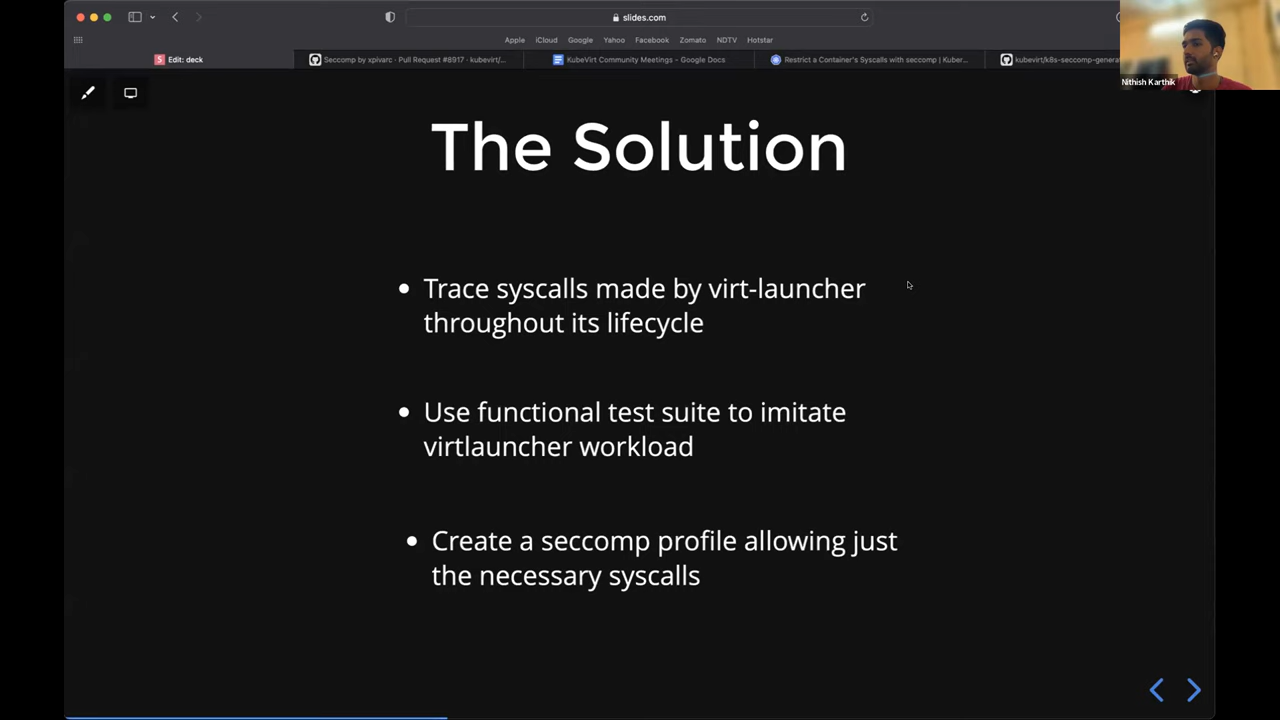 slides.com
Apple iCloud Google Yahoo Facebook Zomato NDTV Hotstar
S Edit: deck
Seccomp by xpivarc · Pull Request #8917 · kubevirt/...
KubeVirt Community Meetings - Google Docs
Restrict a Container's Syscalls with seccomp | Kuber...
kubevirt/k8s-seccomp-genera
Nithish Karthik
The Solution
• Trace syscalls made by virt-launcher
throughout its lifecycle
• Use functional test suite to imitate
virtlauncher workload
• Create a seccomp profile allowing just
the necessary syscalls